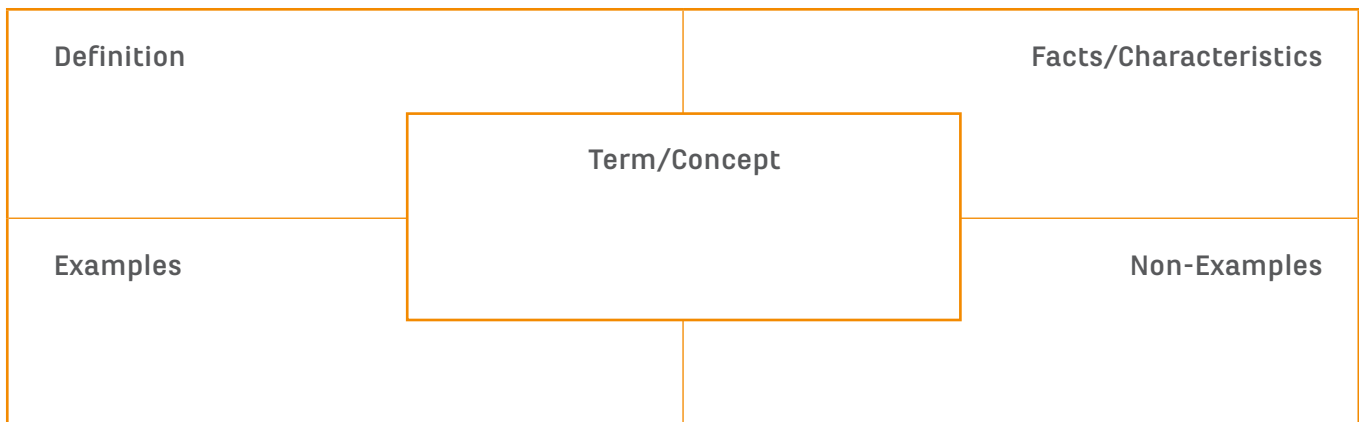 Definition
Facts/Characteristics
Term/Concept
Examples
Non-Examples